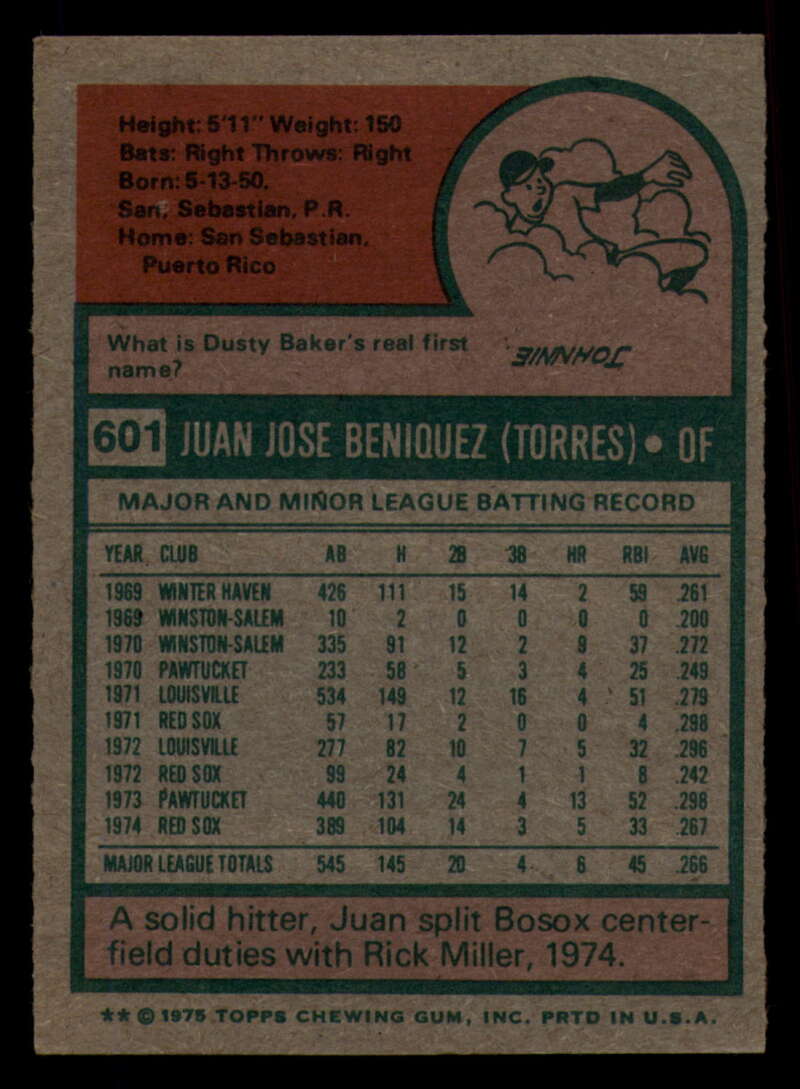 Height: 5'11" Weight: 150
Bats: Right Throws: Right
Born: 5-13-50.
San, Sebastian, P.R.
Home: San Sebastian,
Puerto Rico
What is Dusty Baker's real first
name?
JOHNNIE
601 JUAN JOSE BENIQUEZ (TORRES) • OF
MAJOR AND MINOR LEAGUE BATTING RECORD
YEAR CLUB AB H 2B 3B HR RBI AVG
1969 WINTER HAVEN 426 111 15 14 2 59 .261
1969 WINSTON-SALEM 10 2 0 0 0 0 .200
1970 WINSTON-SALEM 335 91 12 2 9 37 .272
1970 PAWTUCKET 233 58 5 3 4 25 .249
1971 LOUISVILLE 534 149 12 16 4 51 .279
1971 RED SOX 57 17 2 0 0 4 .298
1972 LOUISVILLE 277 82 10 7 5 32 .296
1972 RED SOX 99 24 4 1 1 8 .242
1973 PAWTUCKET 440 131 24 4 13 52 .298
1974 RED SOX 389 104 14 3 5 33 .267
MAJOR LEAGUE TOTALS 545 145 20 4 6 45 .266
A solid hitter, Juan split Bosox center-
field duties with Rick Miller, 1974.
** © 1975 TOPPS CHEWING GUM, INC. PRTD IN U.S.A.